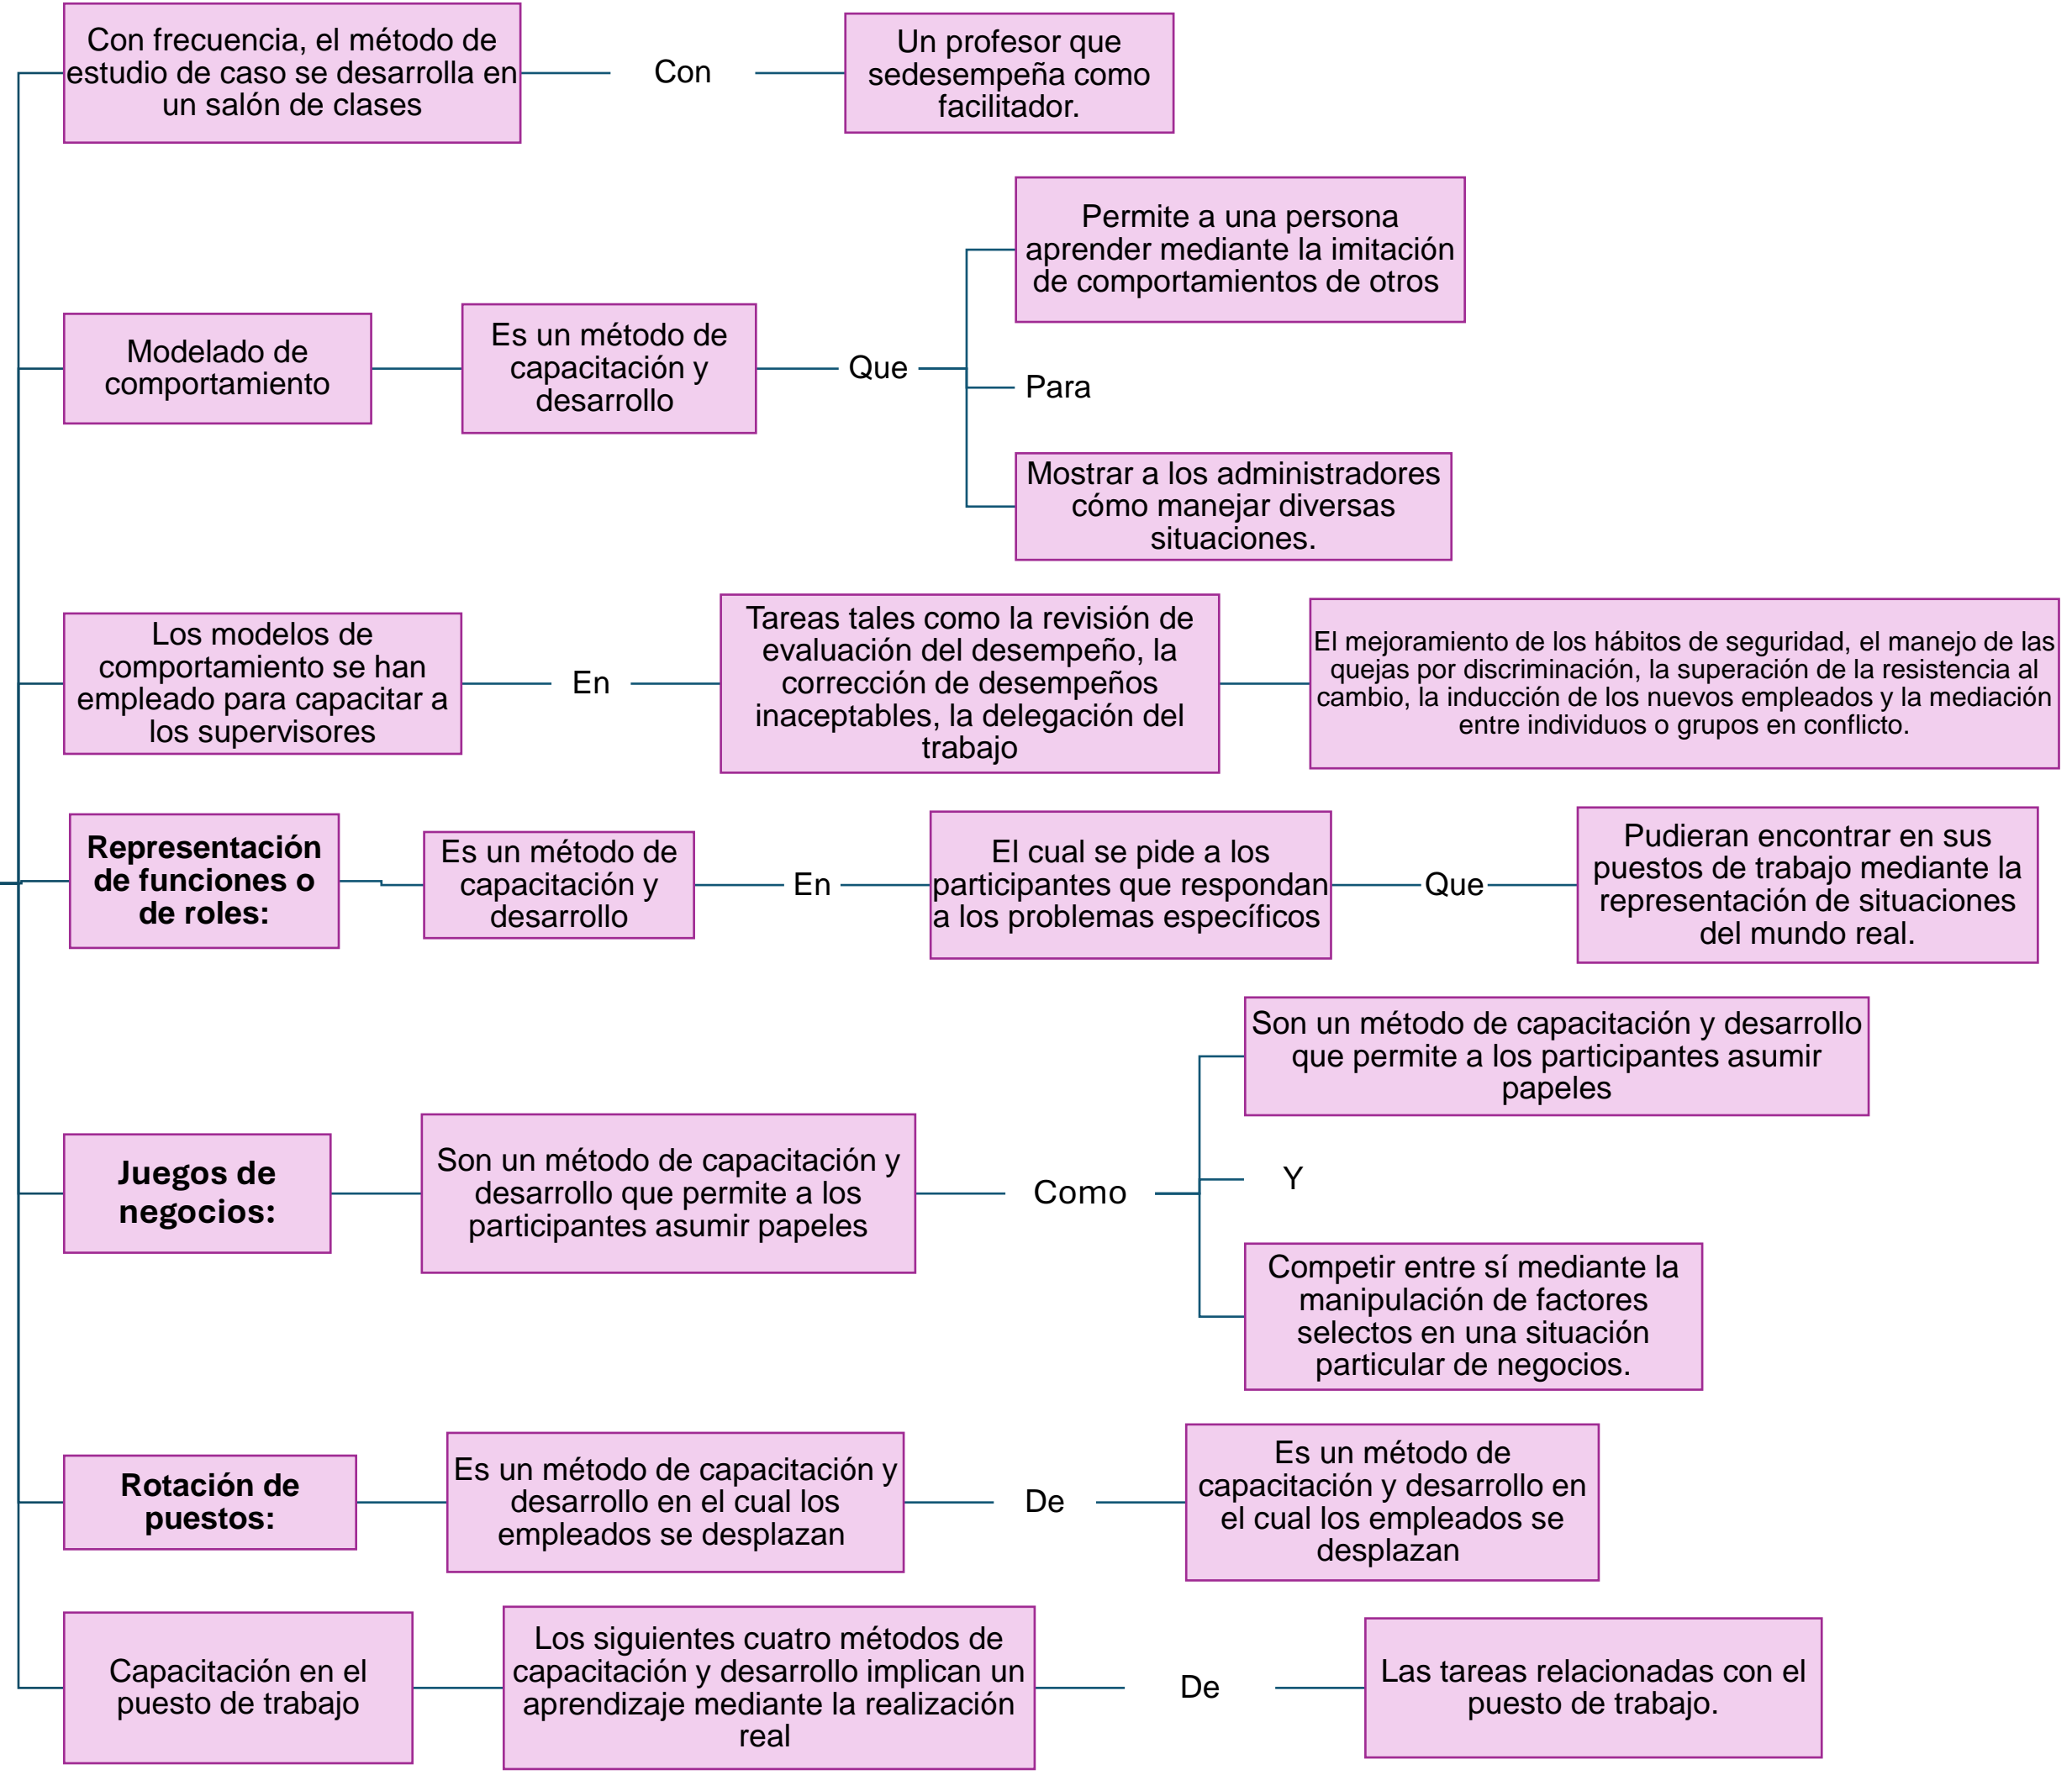 Con frecuencia, el método de
estudio de caso se desarrolla en
un salón de clases
Con
Un profesor que
sedesempeña como
facilitador.
Modelado de
comportamiento
Es un método de
capacitación y
desarrollo
Que
Permite a una persona
aprender mediante la imitación
de comportamientos de otros
Para
Mostrar a los administradores
cómo manejar diversas
situaciones.
Los modelos de
comportamiento se han
empleado para capacitar a
los supervisores
En
Tareas tales como la revisión de
evaluación del desempeño, la
corrección de desempeños
inaceptables, la delegación del
trabajo
El mejoramiento de los hábitos de seguridad, el manejo de las
quejas por discriminación, la superación de la resistencia al
cambio, la inducción de los nuevos empleados y la mediación
entre individuos o grupos en conflicto.
Representación
de funciones o
de roles:
Es un método de
capacitación y
desarrollo
En
El cual se pide a los
participantes que respondan
a los problemas específicos
Que
Pudieran encontrar en sus
puestos de trabajo mediante la
representación de situaciones
del mundo real.
Juegos de
negocios:
Son un método de capacitación y
desarrollo que permite a los
participantes asumir papeles
Como
Son un método de capacitación y desarrollo
que permite a los participantes asumir
papeles
Y
Competir entre sí mediante la
manipulación de factores
selectos en una situación
particular de negocios.
Rotación de
puestos:
Es un método de capacitación y
desarrollo en el cual los
empleados se desplazan
De
Es un método de
capacitación y desarrollo en
el cual los empleados se
desplazan
Capacitación en el
puesto de trabajo
Los siguientes cuatro métodos de
capacitación y desarrollo implican un
aprendizaje mediante la realización
real
De
Las tareas relacionadas con el
puesto de trabajo.